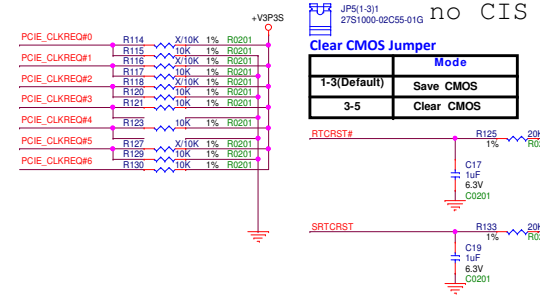 +V3P3S
PCIE_CLKREQ#0
R114 X/10K 1% R0201
PCIE_CLKREQ#1
R115 10K 1% R0201
R116 X/10K 1% R0201
PCIE_CLKREQ#2
R117 10K 1% R0201
R118 X/10K 1% R0201
PCIE_CLKREQ#3
R120 10K 1% R0201
R121 10K 1% R0201
PCIE_CLKREQ#4
R123 10K 1% R0201
PCIE_CLKREQ#5
R127 X/10K 1% R0201
R129 10K 1% R0201
PCIE_CLKREQ#6
R130 10K 1% R0201
JP5(1-3)1
27S1000-02C55-01G
no CIS
Clear CMOS Jumper
Mode
1-3(Default) Save CMOS
3-5 Clear CMOS
RTCRST#
R125 20K
1%
C17
1uF
6.3V
C0201
SRTCRST
R133 20K
1%
C19
1uF
6.3V
C0201